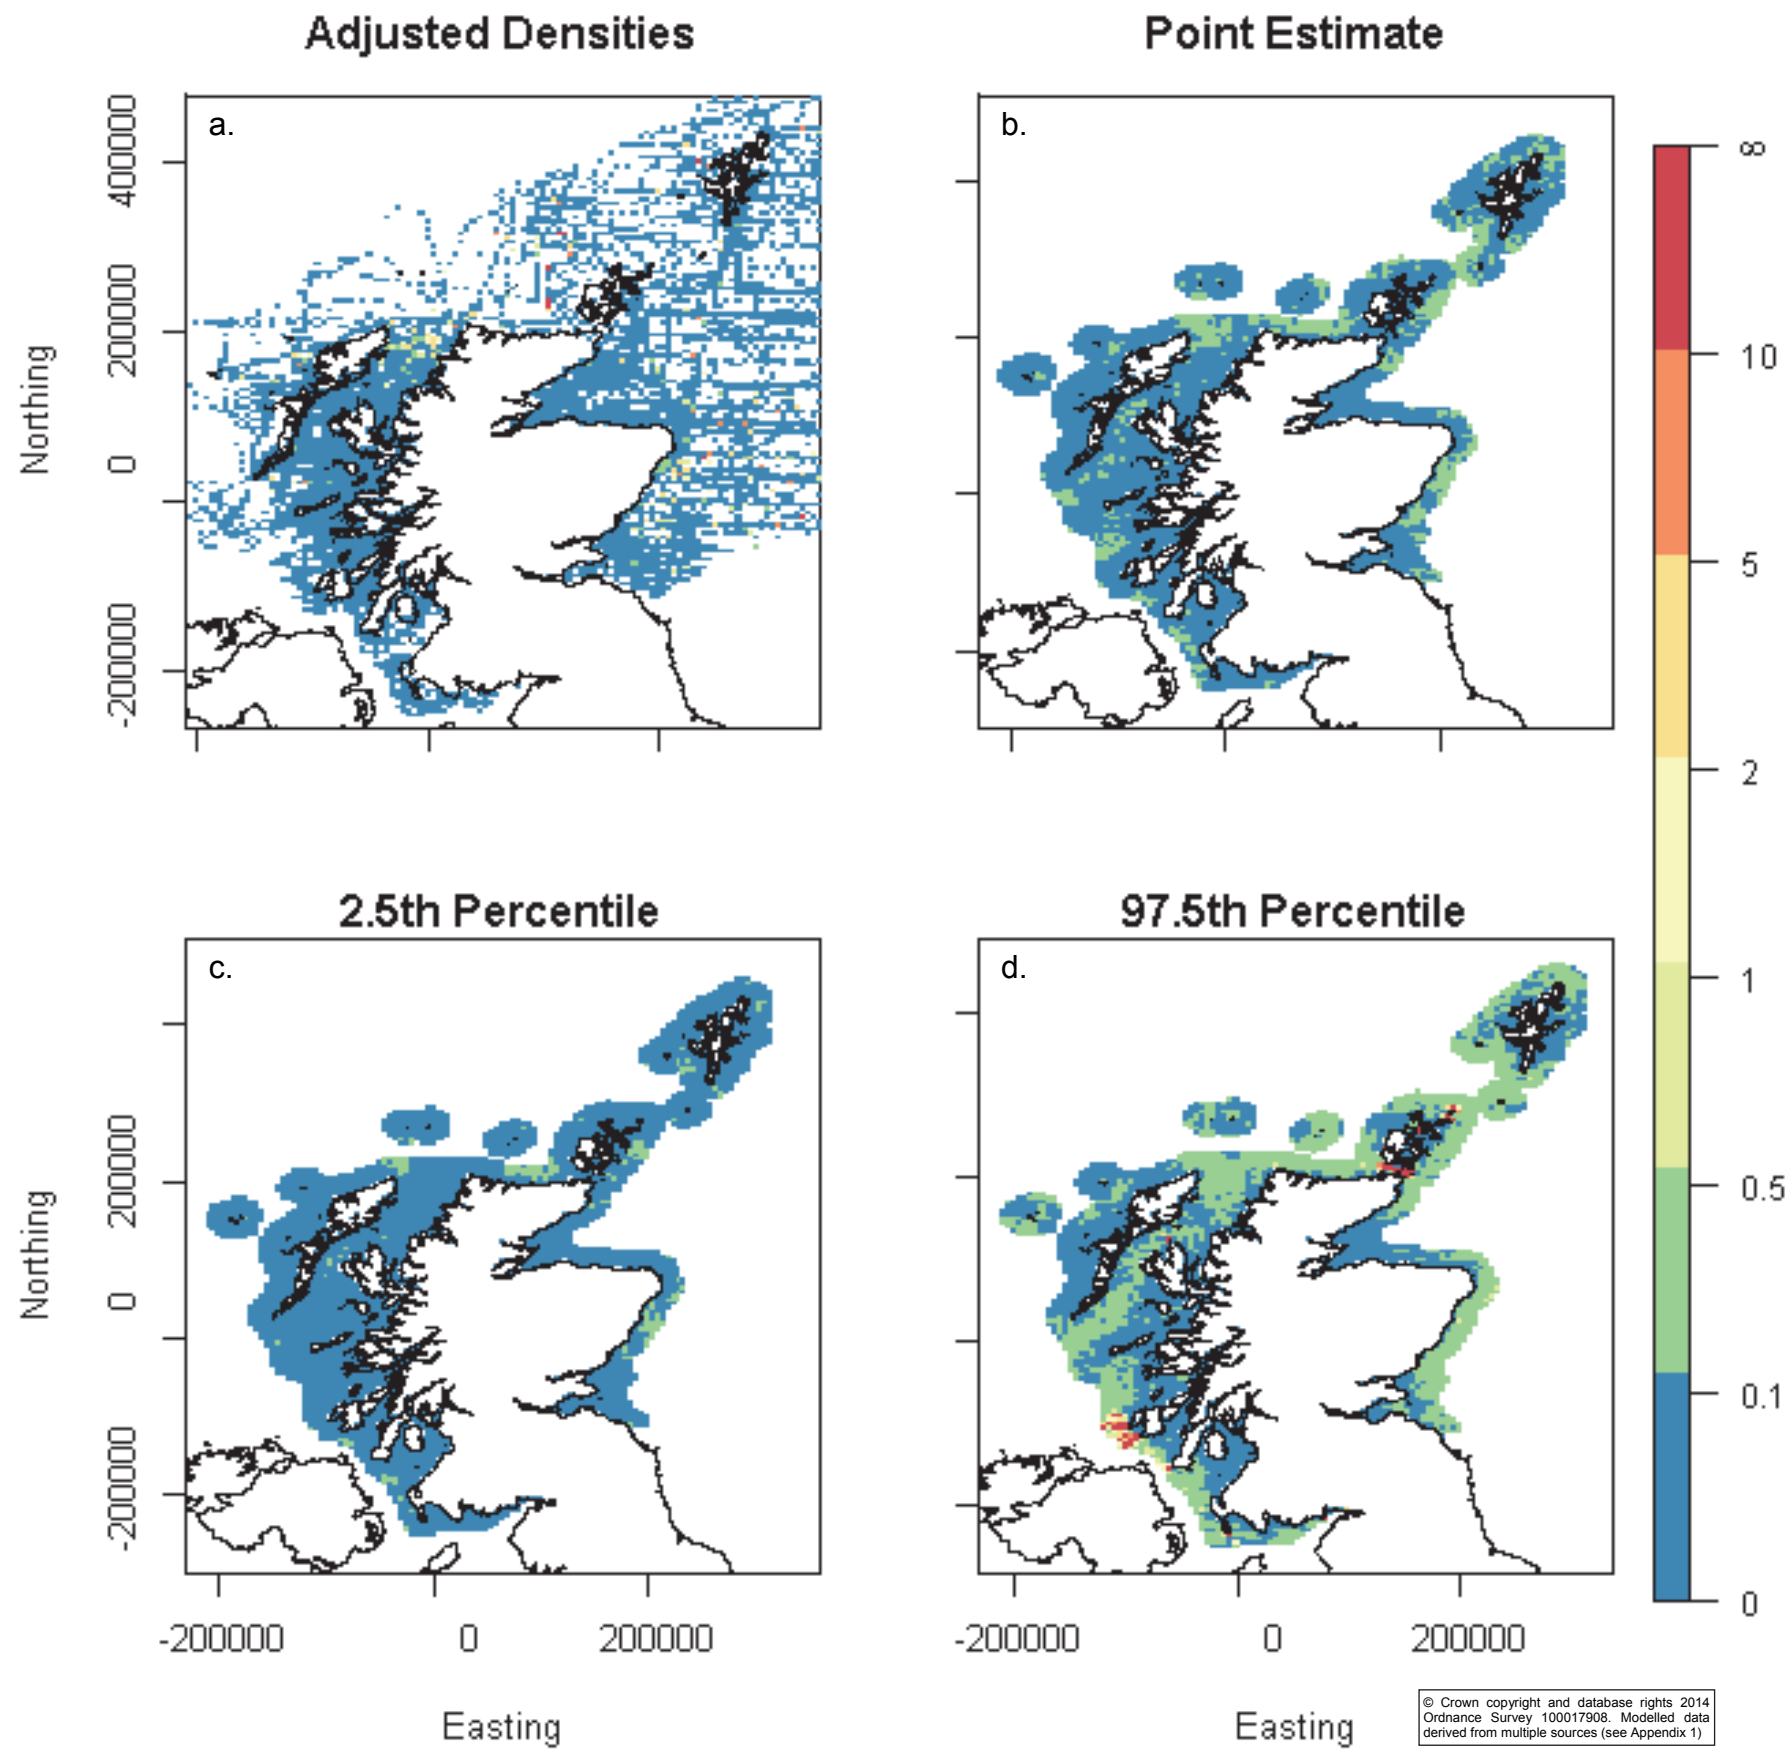 Adjusted Densities
Point Estimate
a.
b.
400000
200000
0
-200000
Northing
∞
10
5
2
1
0.5
0.1
0
2.5th Percentile
97.5th Percentile
c.
d.
200000
0
-200000
Northing
-200000 0 200000
-200000 0 200000
Easting
Easting
© Crown copyright and database rights 2014
Ordnance Survey 100017908. Modelled data
derived from multiple sources (see Appendix 1)